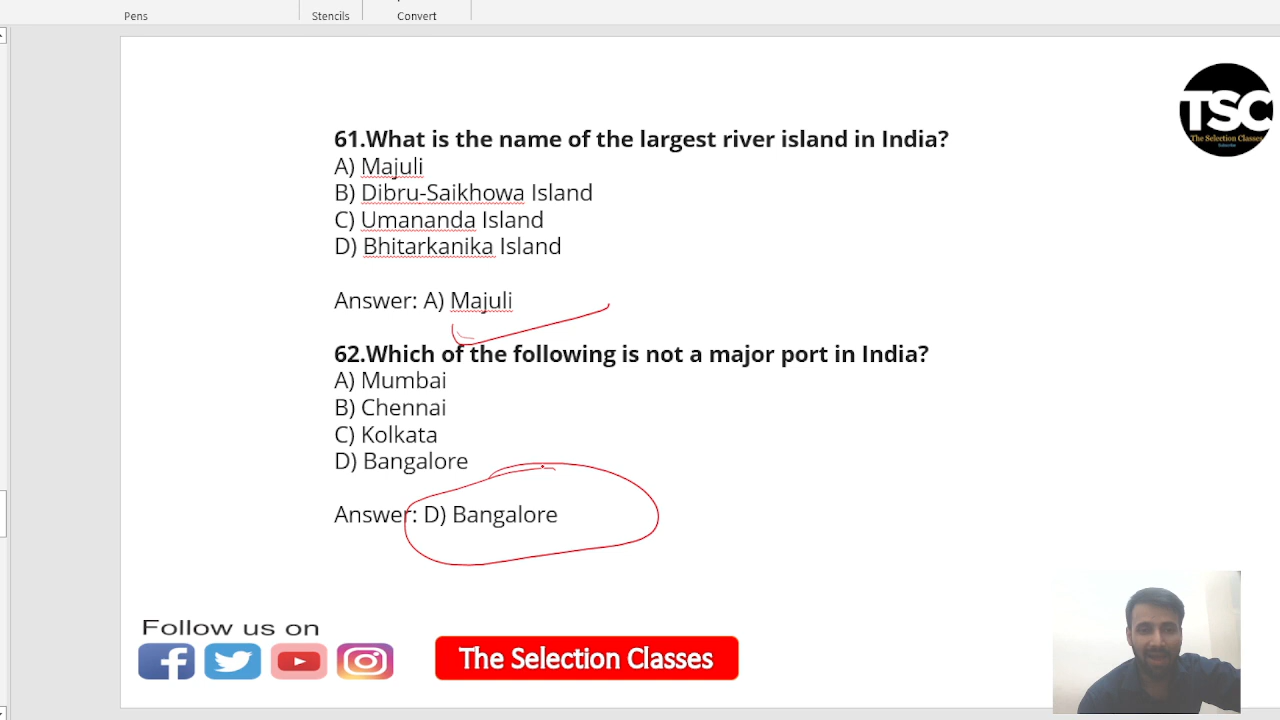 Pens
Stencils
Convert
TSC
The Selection Classes
Subscribe
61.What is the name of the largest river island in India?
A) Majuli
B) Dibru-Saikhowa Island
C) Umananda Island
D) Bhitarkanika Island
Answer: A) Majuli
62.Which of the following is not a major port in India?
A) Mumbai
B) Chennai
C) Kolkata
D) Bangalore
Answer: D) Bangalore
Follow us on
The Selection Classes